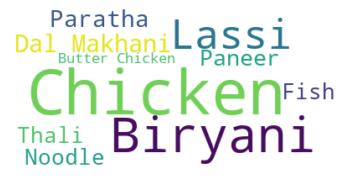 Paratha Lassi
Dal Makhani
Butter Chicken Paneer
Chicken Fish
Thali Biryani
Noodle